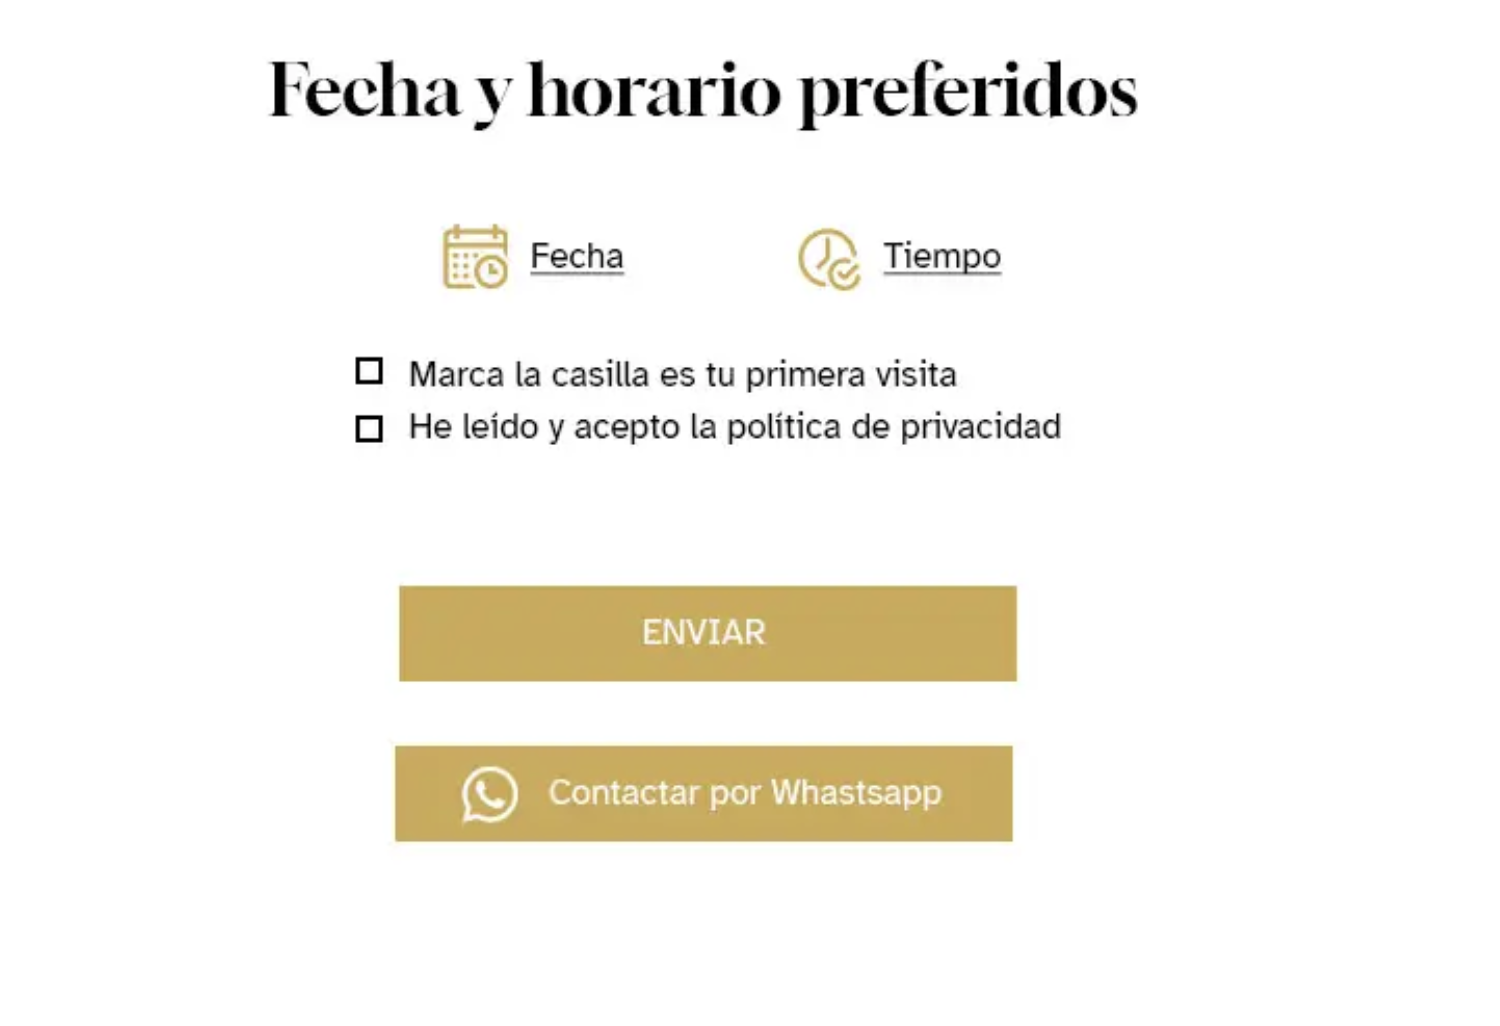 Fecha y horario preferidos
Fecha Tiempo
Marca la casilla es tu primera visita
He leído y acepto la política de privacidad
ENVIAR
Contactar por Whastsapp